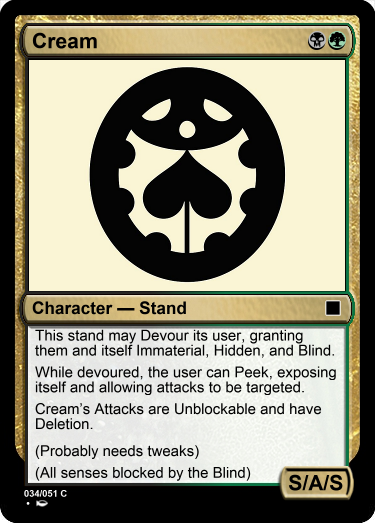 Cream
Character — Stand
This stand may Devour its user, granting
them and itself Immaterial, Hidden, and Blind.
While devoured, the user can Peek, exposing
itself and allowing attacks to be targeted.
Cream's Attacks are Unblockable and have
Deletion.
(Probably needs tweaks)
(All senses blocked by the Blind)
S/A/S
034/051 C